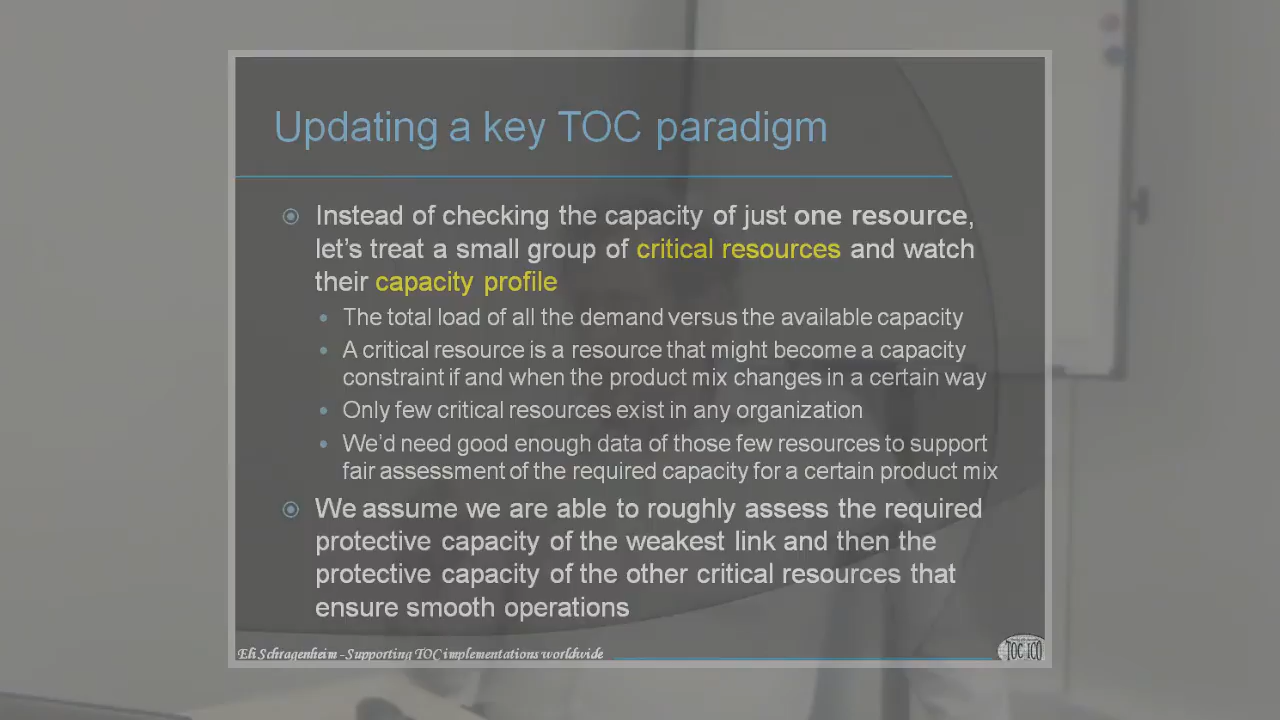 Updating a key TOC paradigm
Instead of checking the capacity of just one resource,
let's treat a small group of critical resources and watch
their capacity profile
The total load of all the demand versus the available capacity
A critical resource is a resource that might become a capacity
constraint if and when the product mix changes in a certain way
Only few critical resources exist in any organization
We'd need good enough data of those few resources to support
fair assessment of the required capacity for a certain product mix
We assume we are able to roughly assess the required
protective capacity of the weakest link and then the
protective capacity of the other critical resources that
ensure smooth operations
Eli Schragenheim -Supporting TOC implementations worldwide
TOC TCO